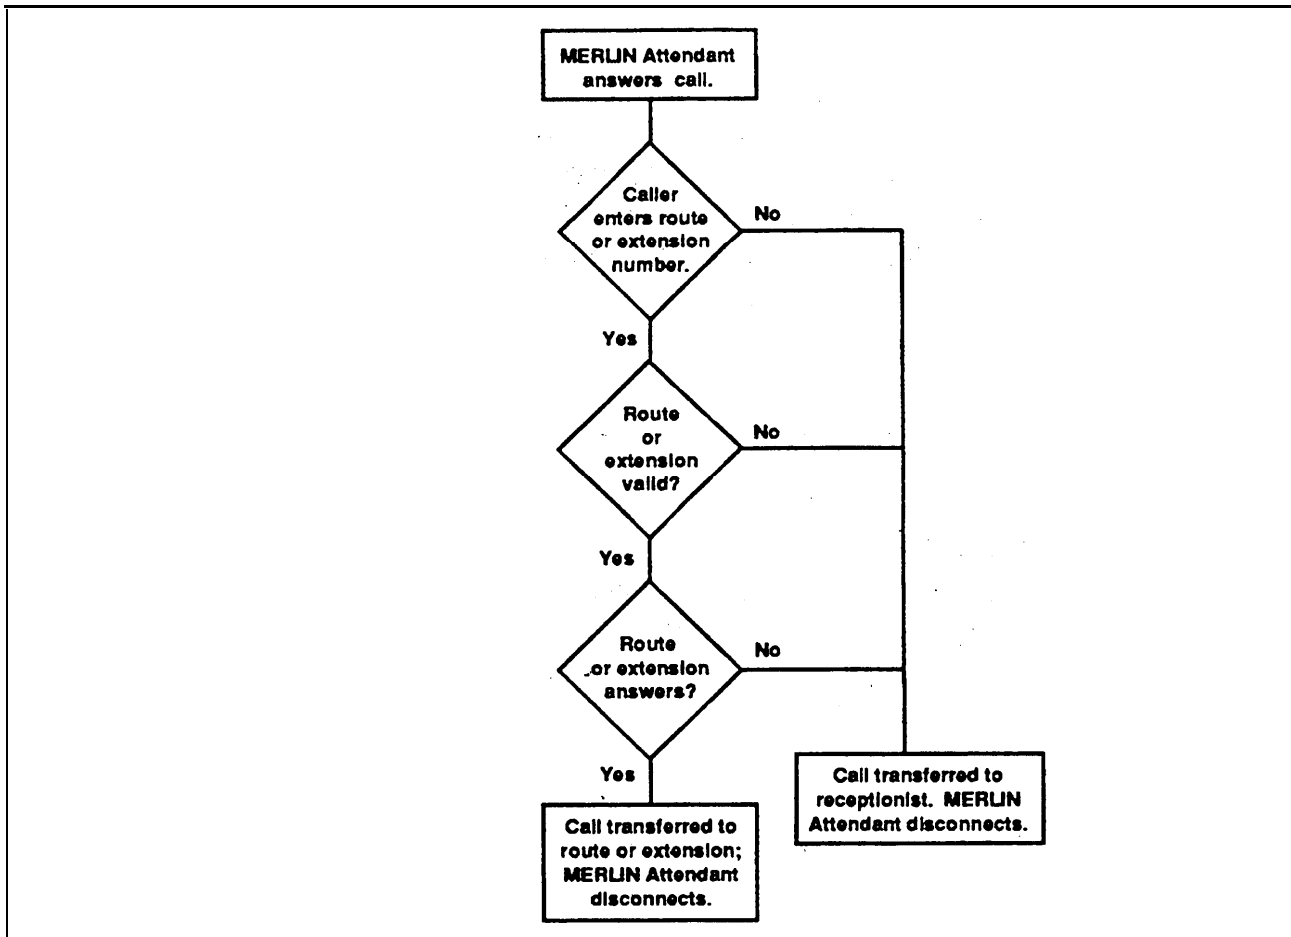 MERLIN Attendant
answers call.
Caller
enters route
or extension
number.
No
Yes
Route
or
extension
valid?
No
Yes
Route
or extension
answers?
No
Yes
Call transferred to
receptionist. MERLIN
Attendant disconnects.
Call transferred to
route or extension;
MERLIN Attendant
disconnects.